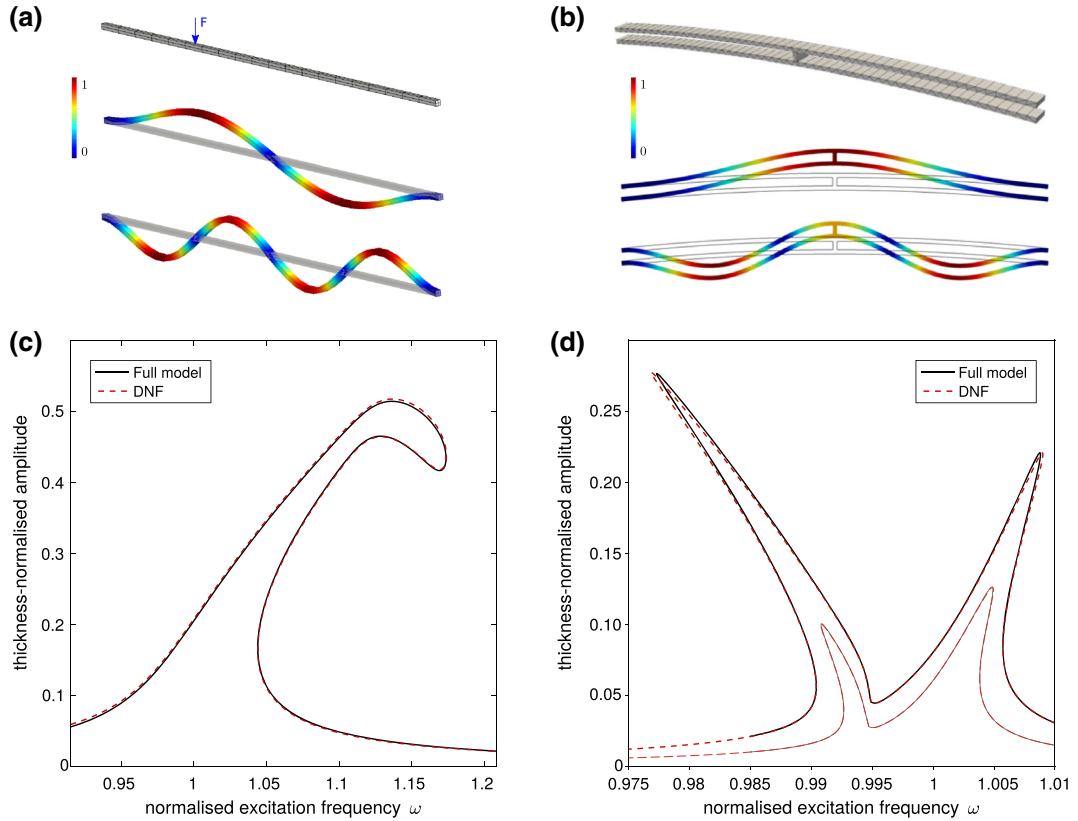 (a)
F
1
0
(b)
1
0
(c)
Full model
DNF
thickness-normalised amplitude
0.5
0.4
0.3
0.2
0.1
0
0.95
1
1.05
1.1
1.15
1.2
normalised excitation frequency ω
(d)
Full model
DNF
thickness-normalised amplitude
0.25
0.20
0.15
0.10
0.05
0
0.975
0.98
0.985
0.99
0.995
1
1.005
1.01
normalised excitation frequency ω